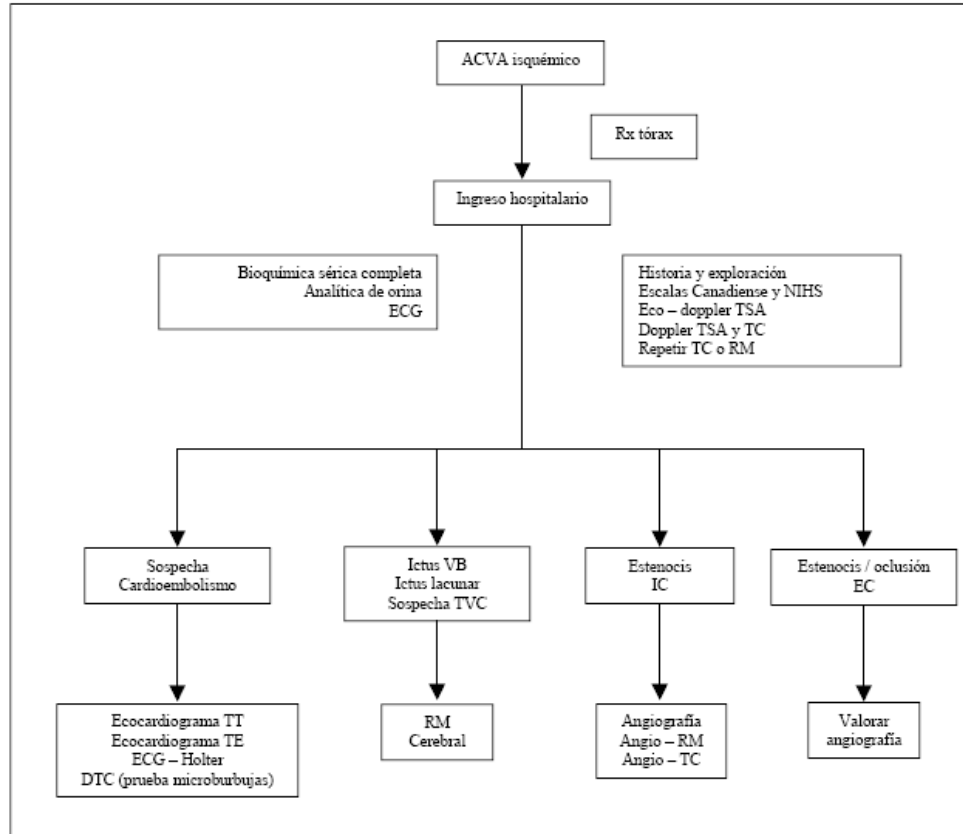 ACVA isquémico
Rx tórax
Ingreso hospitalario
Bioquímica sérica completa
Analítica de orina
ECG
Historia y exploración
Escalas Canadiense y NIHS
Eco – doppler TSA
Doppler TSA y TC
Repetir TC o RM
Sospecha
Cardioembolismo
Ictus VB
Ictus lacunar
Sospecha TVC
Estenocis
IC
Estenocis / oclusión
EC
Ecocardiograma TT
Ecocardiograma TE
ECG – Holter
DTC (prueba microburbujas)
RM
Cerebral
Angiografía
Angio – RM
Angio – TC
Valorar
angiografía